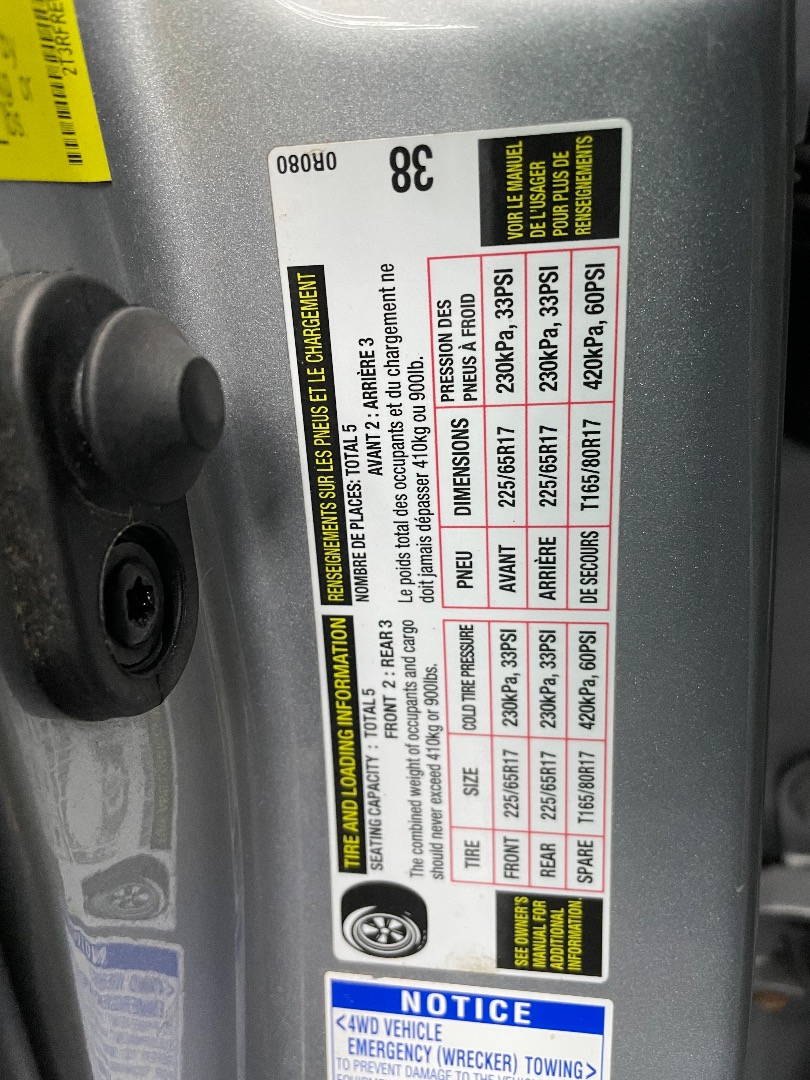 TIRE AND LOADING INFORMATION
SEATING CAPACITY : TOTAL 5
FRONT 2 : REAR 3
The combined weight of occupants and cargo
should never exceed 410kg or 900lbs.
TIRE SIZE COLD TIRE PRESSURE
FRONT 225/65R17 230kPa, 33PSI
REAR 225/65R17 230kPa, 33PSI
SPARE T165/80R17 420kPa, 60PSI
SEE OWNER'S
MANUAL FOR
ADDITIONAL
INFORMATION.
RENSEIGNEMENTS SUR LES PNEUS ET LE CHARGEMENT
NOMBRE DE PLACES: TOTAL 5
AVANT 2 : ARRIÈRE 3
Le poids total des occupants et du chargement ne
doit jamais dépasser 410kg ou 900lb.
PNEU DIMENSIONS PRESSION DES
PNEUS À FROID
AVANT 225/65R17 230kPa, 33PSI
ARRIÈRE 225/65R17 230kPa, 33PSI
DE SECOURS T165/80R17 420kPa, 60PSI
VOIR LE MANUEL
DE L'USAGER
POUR PLUS DE
RENSEIGNEMENTS
0R080
38
NOTICE
<4WD VEHICLE
EMERGENCY (WRECKER) TOWING>
TO PREVENT DAMAGE TO THE
2T3RFRE